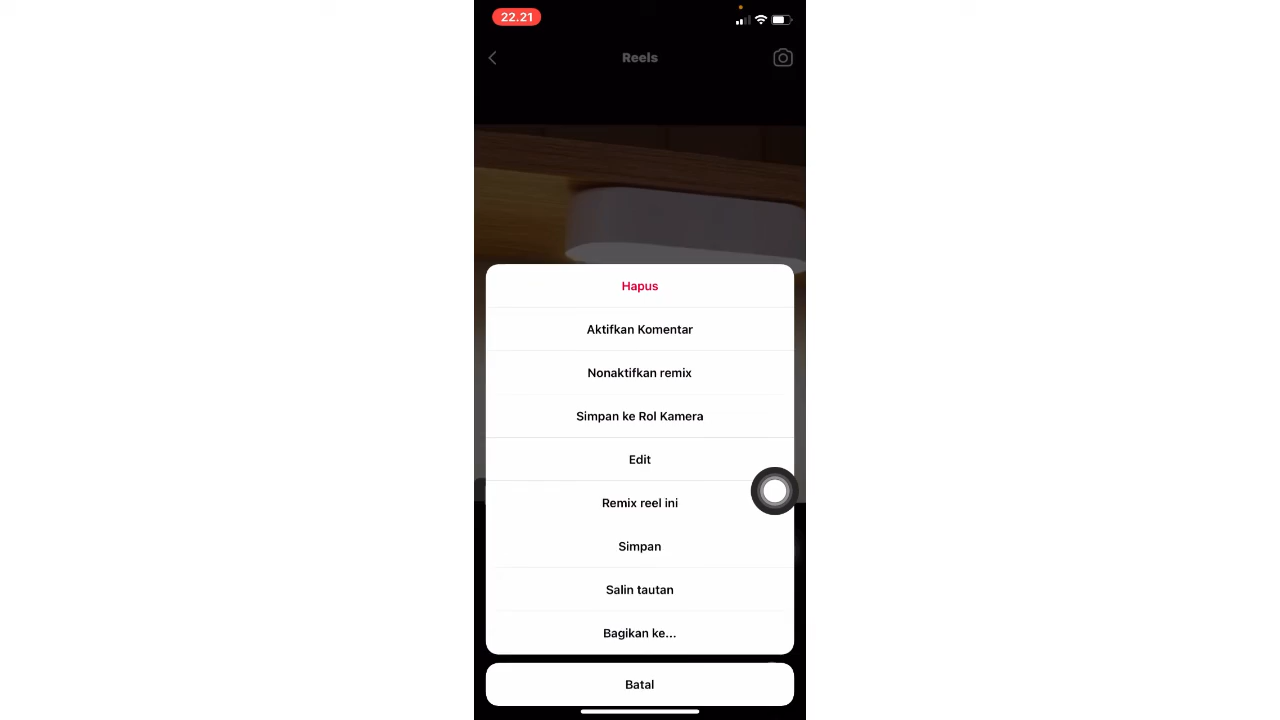 22.21
Reels
Hapus
Aktifkan Komentar
Nonaktifkan remix
Simpan ke Rol Kamera
Edit
Remix reel ini
Simpan
Salin tautan
Bagikan ke...
Batal